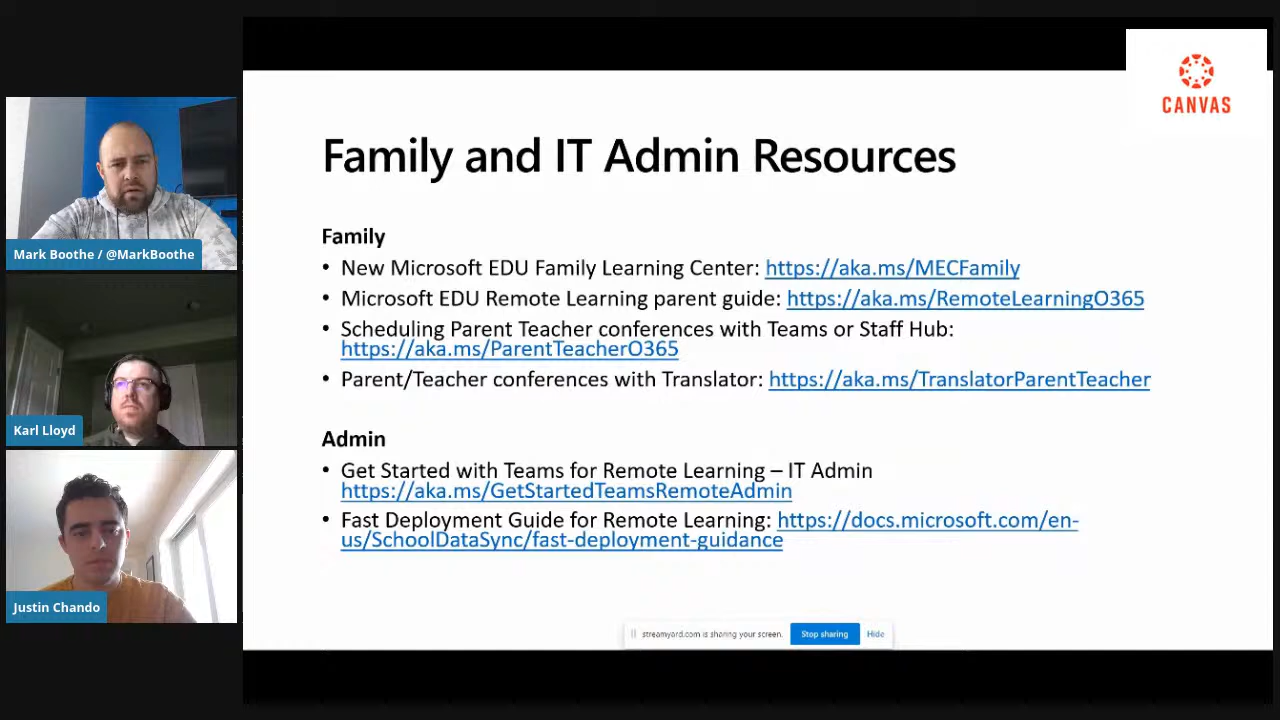 CANVAS
Family and IT Admin Resources
Family
• New Microsoft EDU Family Learning Center: https://aka.ms/MECFamily
• Microsoft EDU Remote Learning parent guide: https://aka.ms/RemoteLearningO365
• Scheduling Parent Teacher conferences with Teams or Staff Hub:
https://aka.ms/ParentTeacherO365
• Parent/Teacher conferences with Translator: https://aka.ms/TranslatorParentTeacher
Admin
• Get Started with Teams for Remote Learning – IT Admin
https://aka.ms/GetStartedTeamsRemoteAdmin
• Fast Deployment Guide for Remote Learning: https://docs.microsoft.com/en-
us/SchoolDataSync/fast-deployment-guidance
streamyard.com is sharing your screen. Stop sharing Hide
Mark Boothe / @MarkBoothe
Karl Lloyd
Justin Chando